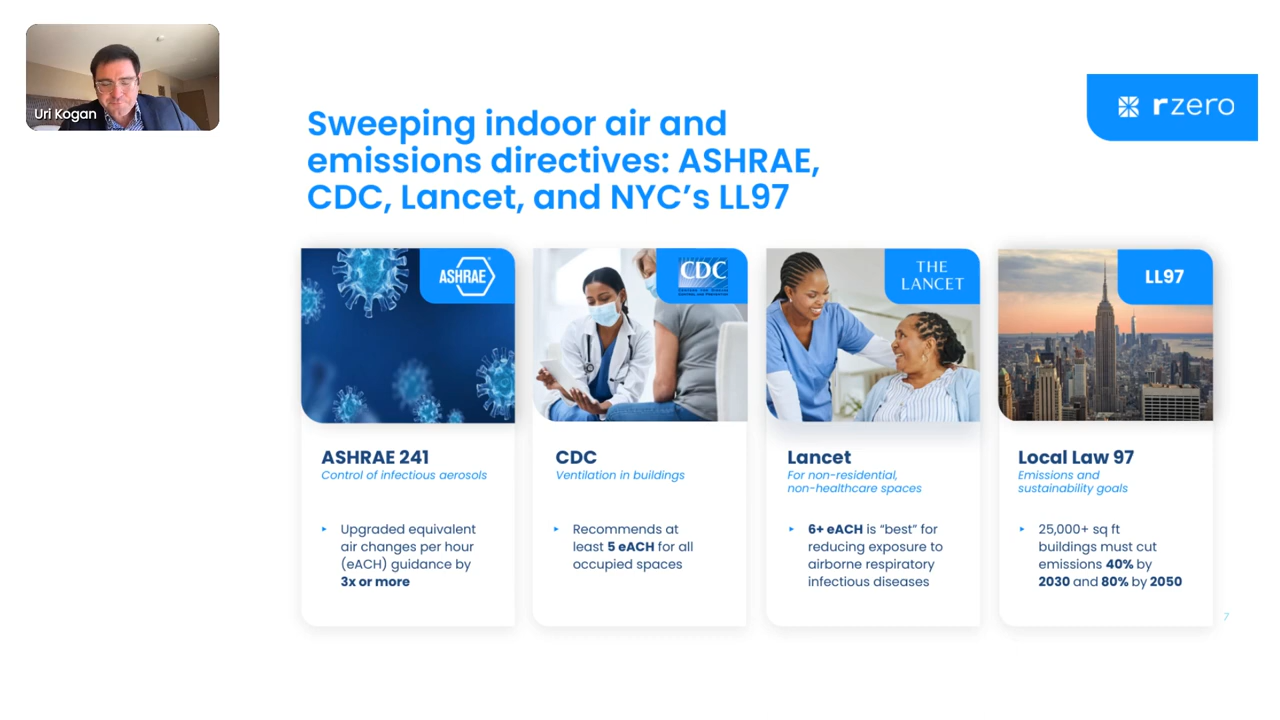 Uri Kogan
rzero
Sweeping indoor air and
emissions directives: ASHRAE,
CDC, Lancet, and NYC’s LL97
ASHRAE
CDC
THE
LANCET
LL97
ASHRAE 241
Control of infectious aerosols
▸ Upgraded equivalent
air changes per hour
(eACH) guidance by
3x or more
CDC
Ventilation in buildings
▸ Recommends at
least 5 eACH for all
occupied spaces
Lancet
For non-residential,
non-healthcare spaces
▸ 6+ eACH is “best” for
reducing exposure to
airborne respiratory
infectious diseases
Local Law 97
Emissions and
sustainability goals
▸ 25,000+ sq ft
buildings must cut
emissions 40% by
2030 and 80% by 2050
7